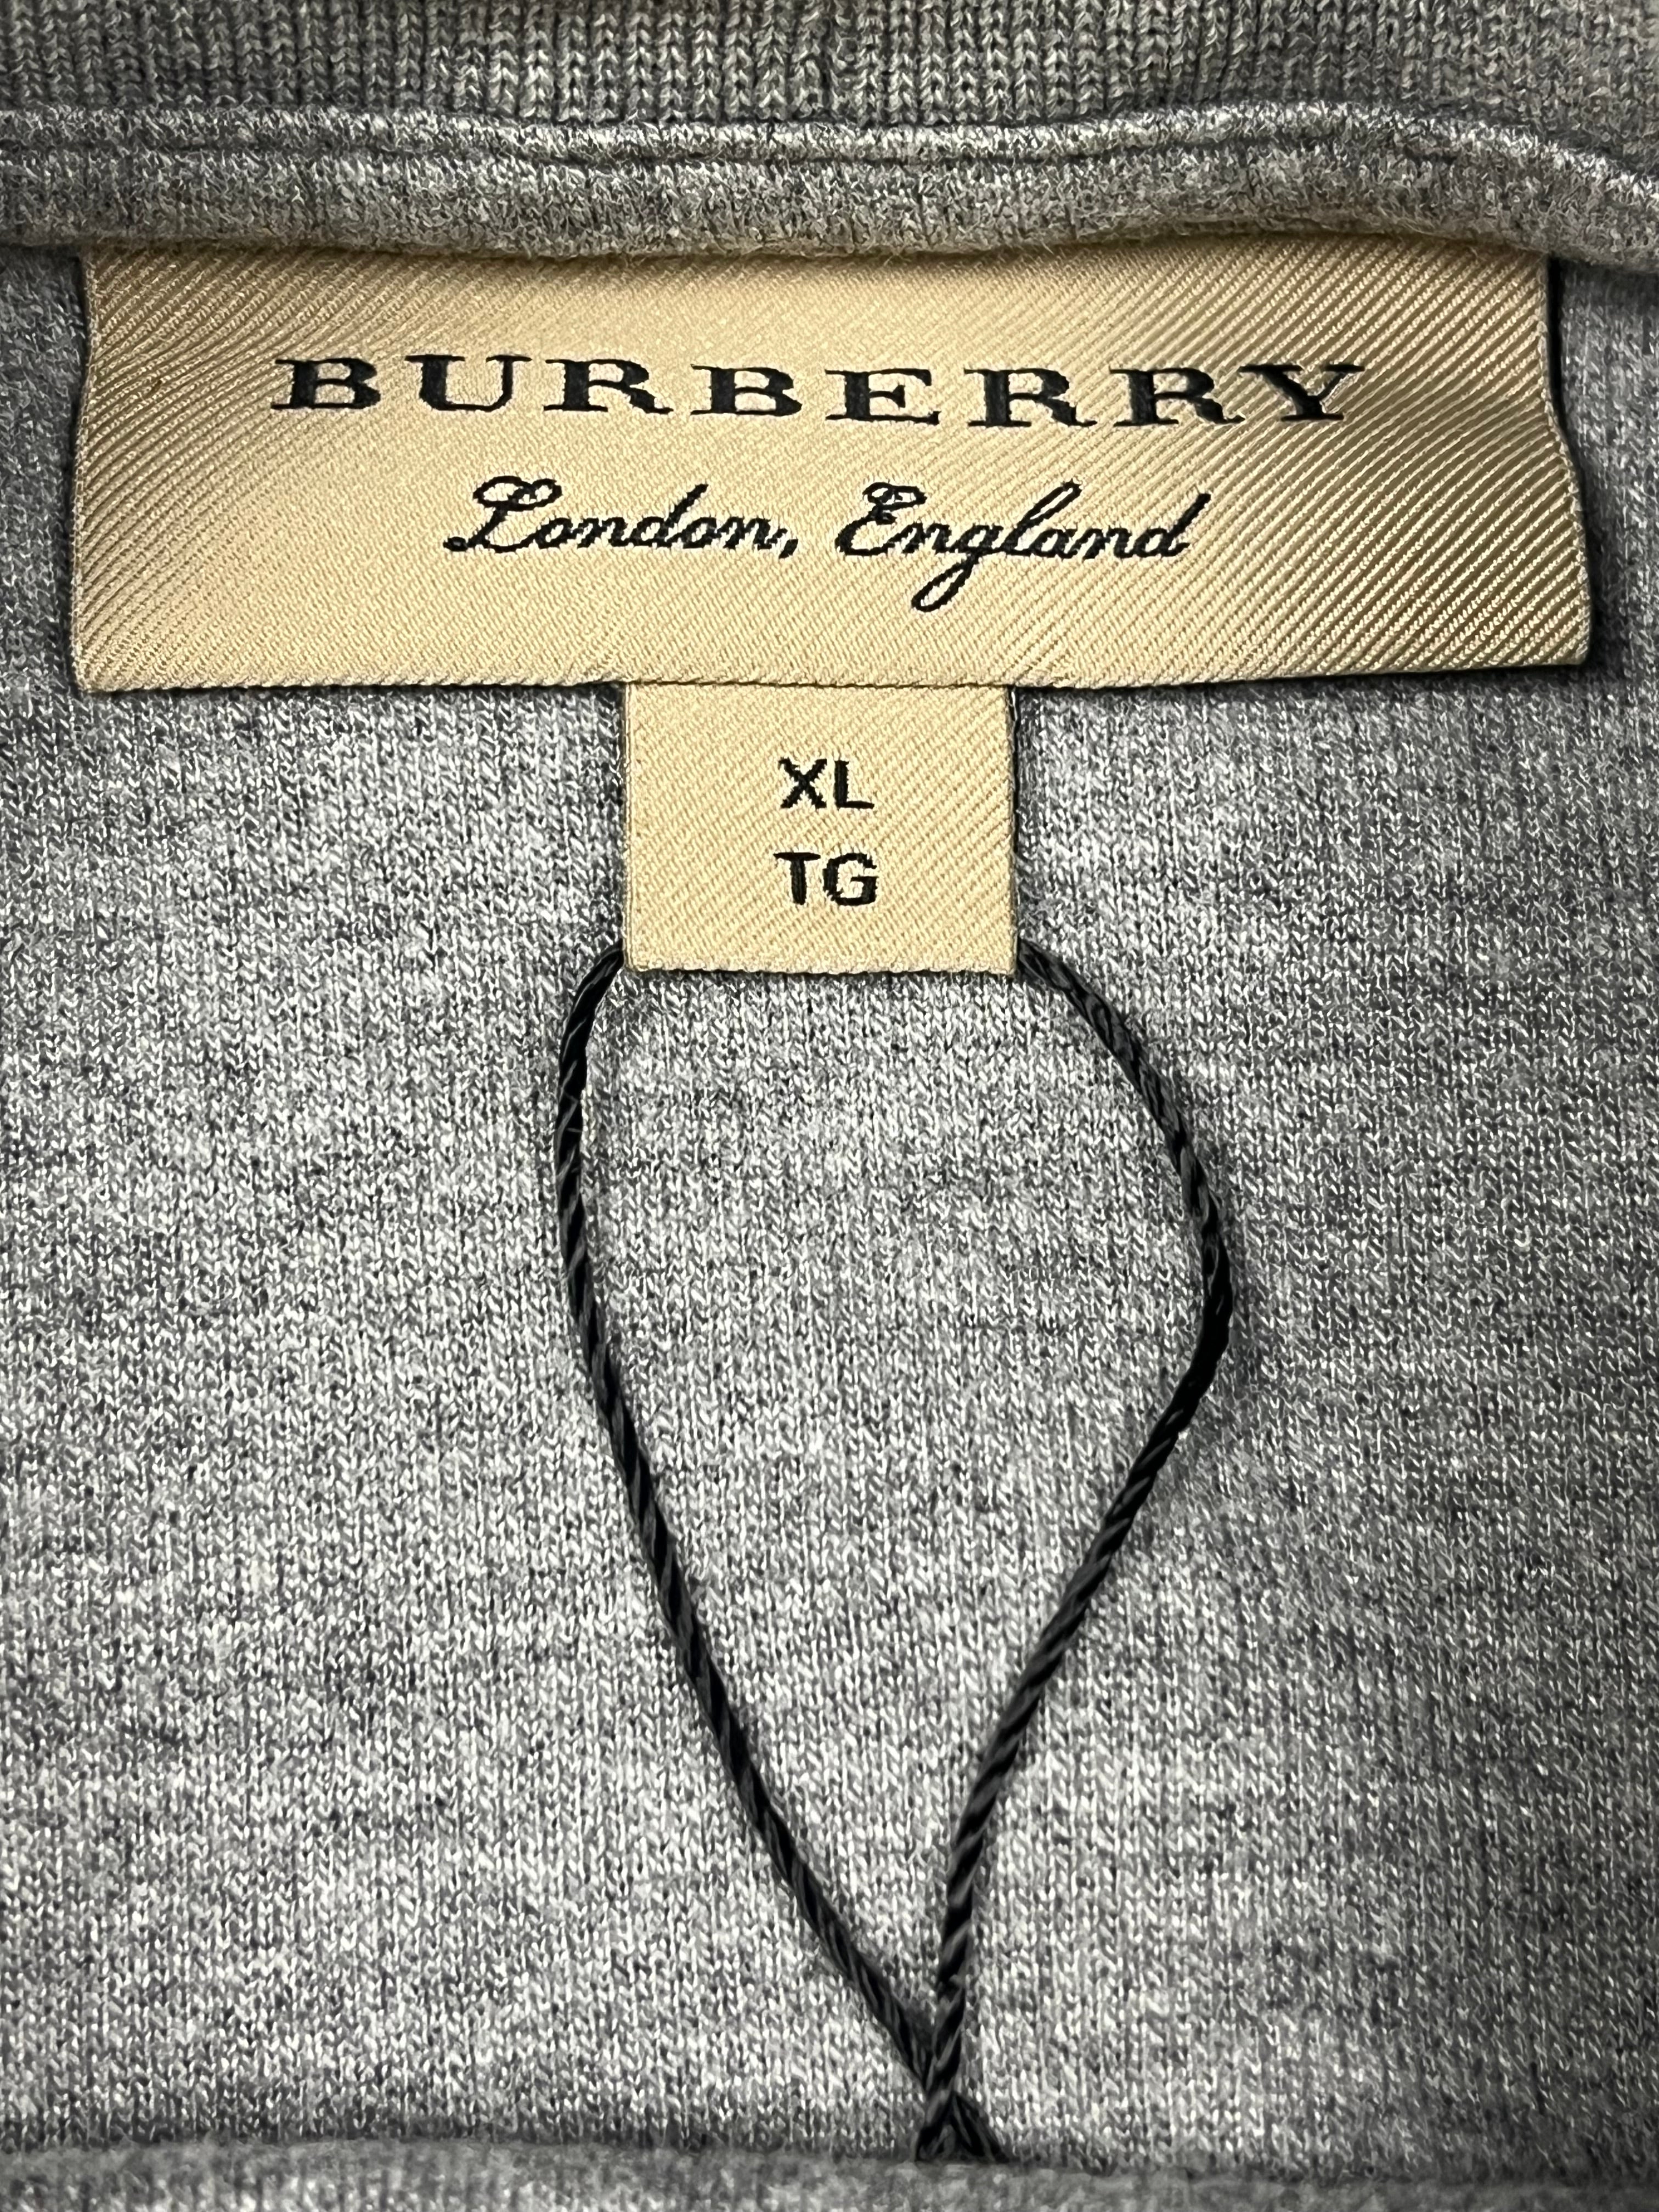 BURBERRY
London, England
XL
TG